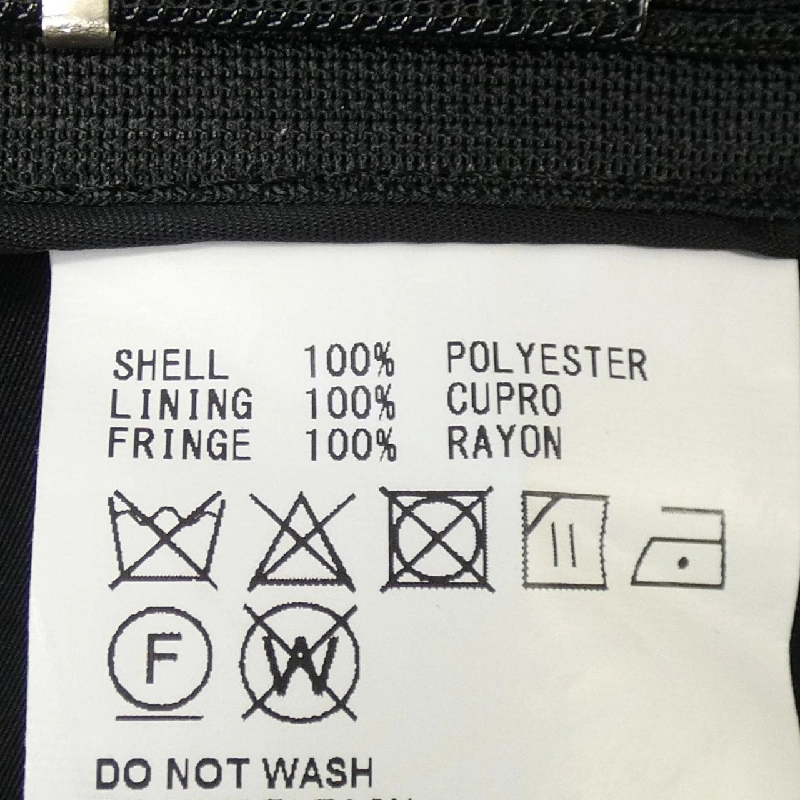 SHELL 100% POLYESTER
LINING 100% CUPRO
FRINGE 100% RAYON
F W
DO NOT WASH